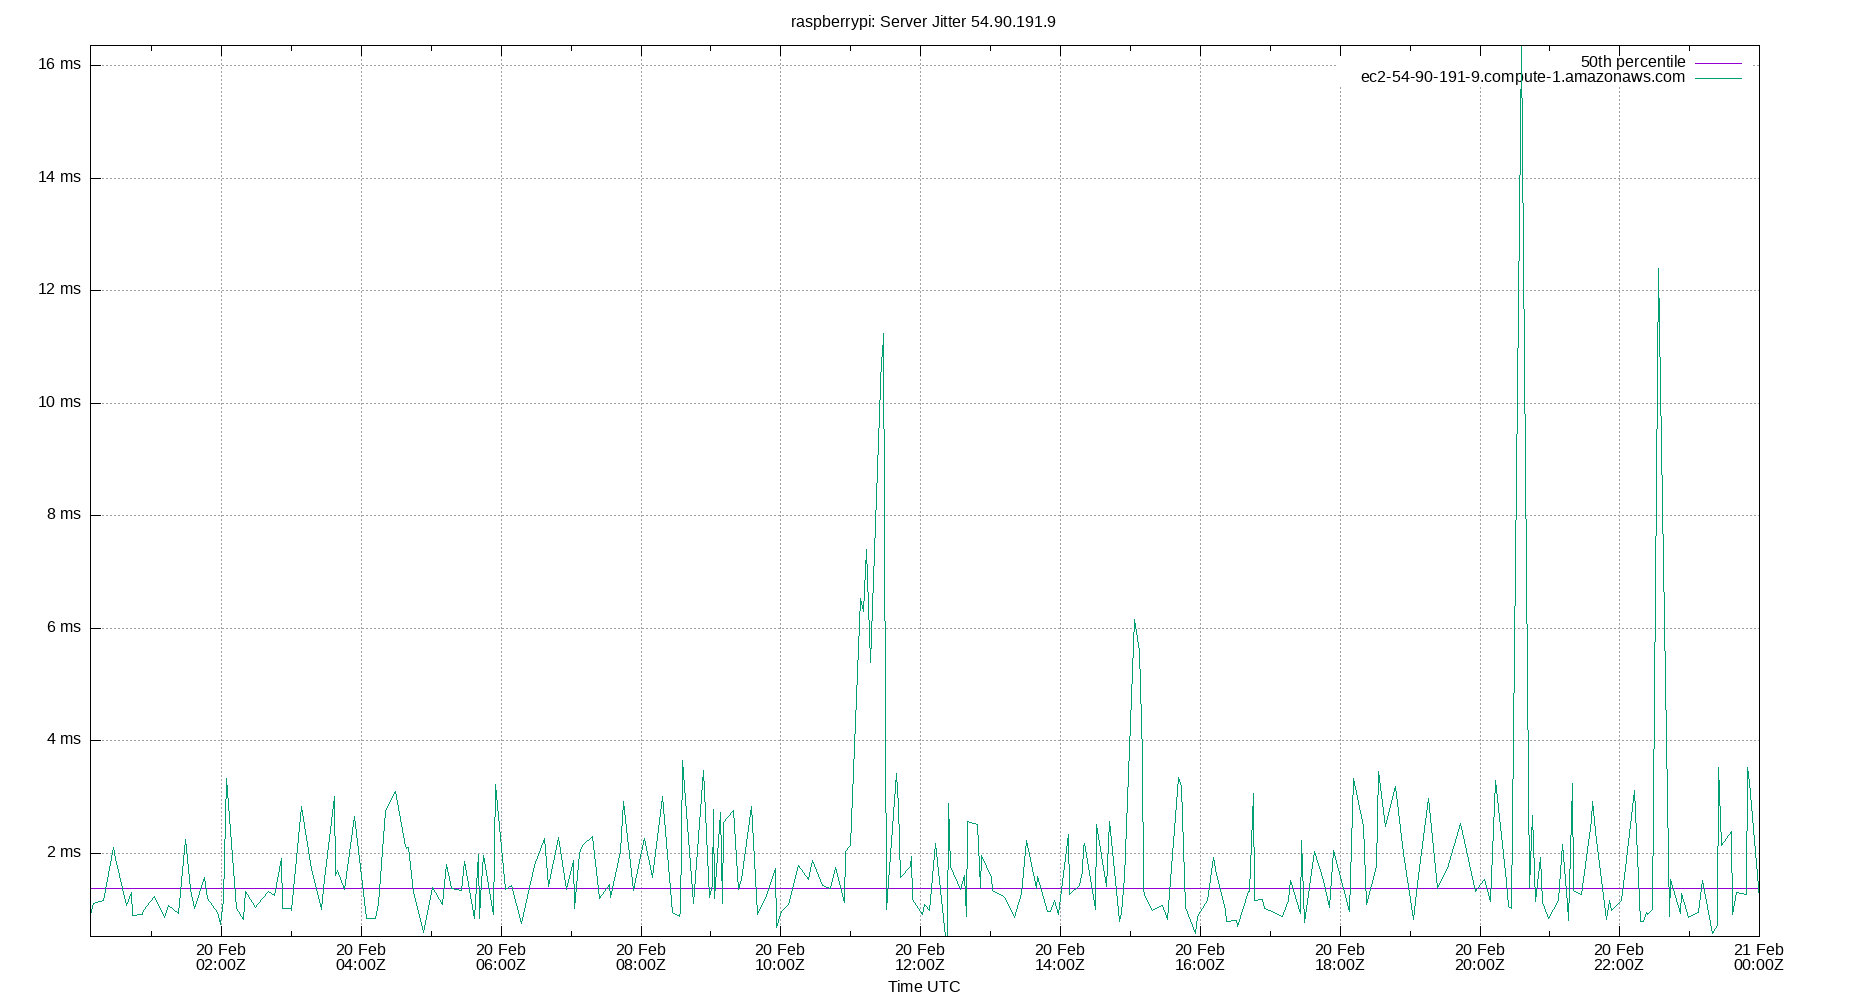 raspberrypi: Server Jitter 54.90.191.9
50th percentile
ec2-54-90-191-9.compute-1.amazonaws.com
16 ms
14 ms
12 ms
10 ms
8 ms
6 ms
4 ms
2 ms
20 Feb 20 Feb 20 Feb 20 Feb 20 Feb 20 Feb 20 Feb 20 Feb 20 Feb 20 Feb 20 Feb 21 Feb
02:00Z 04:00Z 06:00Z 08:00Z 10:00Z 12:00Z 14:00Z 16:00Z 18:00Z 20:00Z 22:00Z 00:00Z
Time UTC